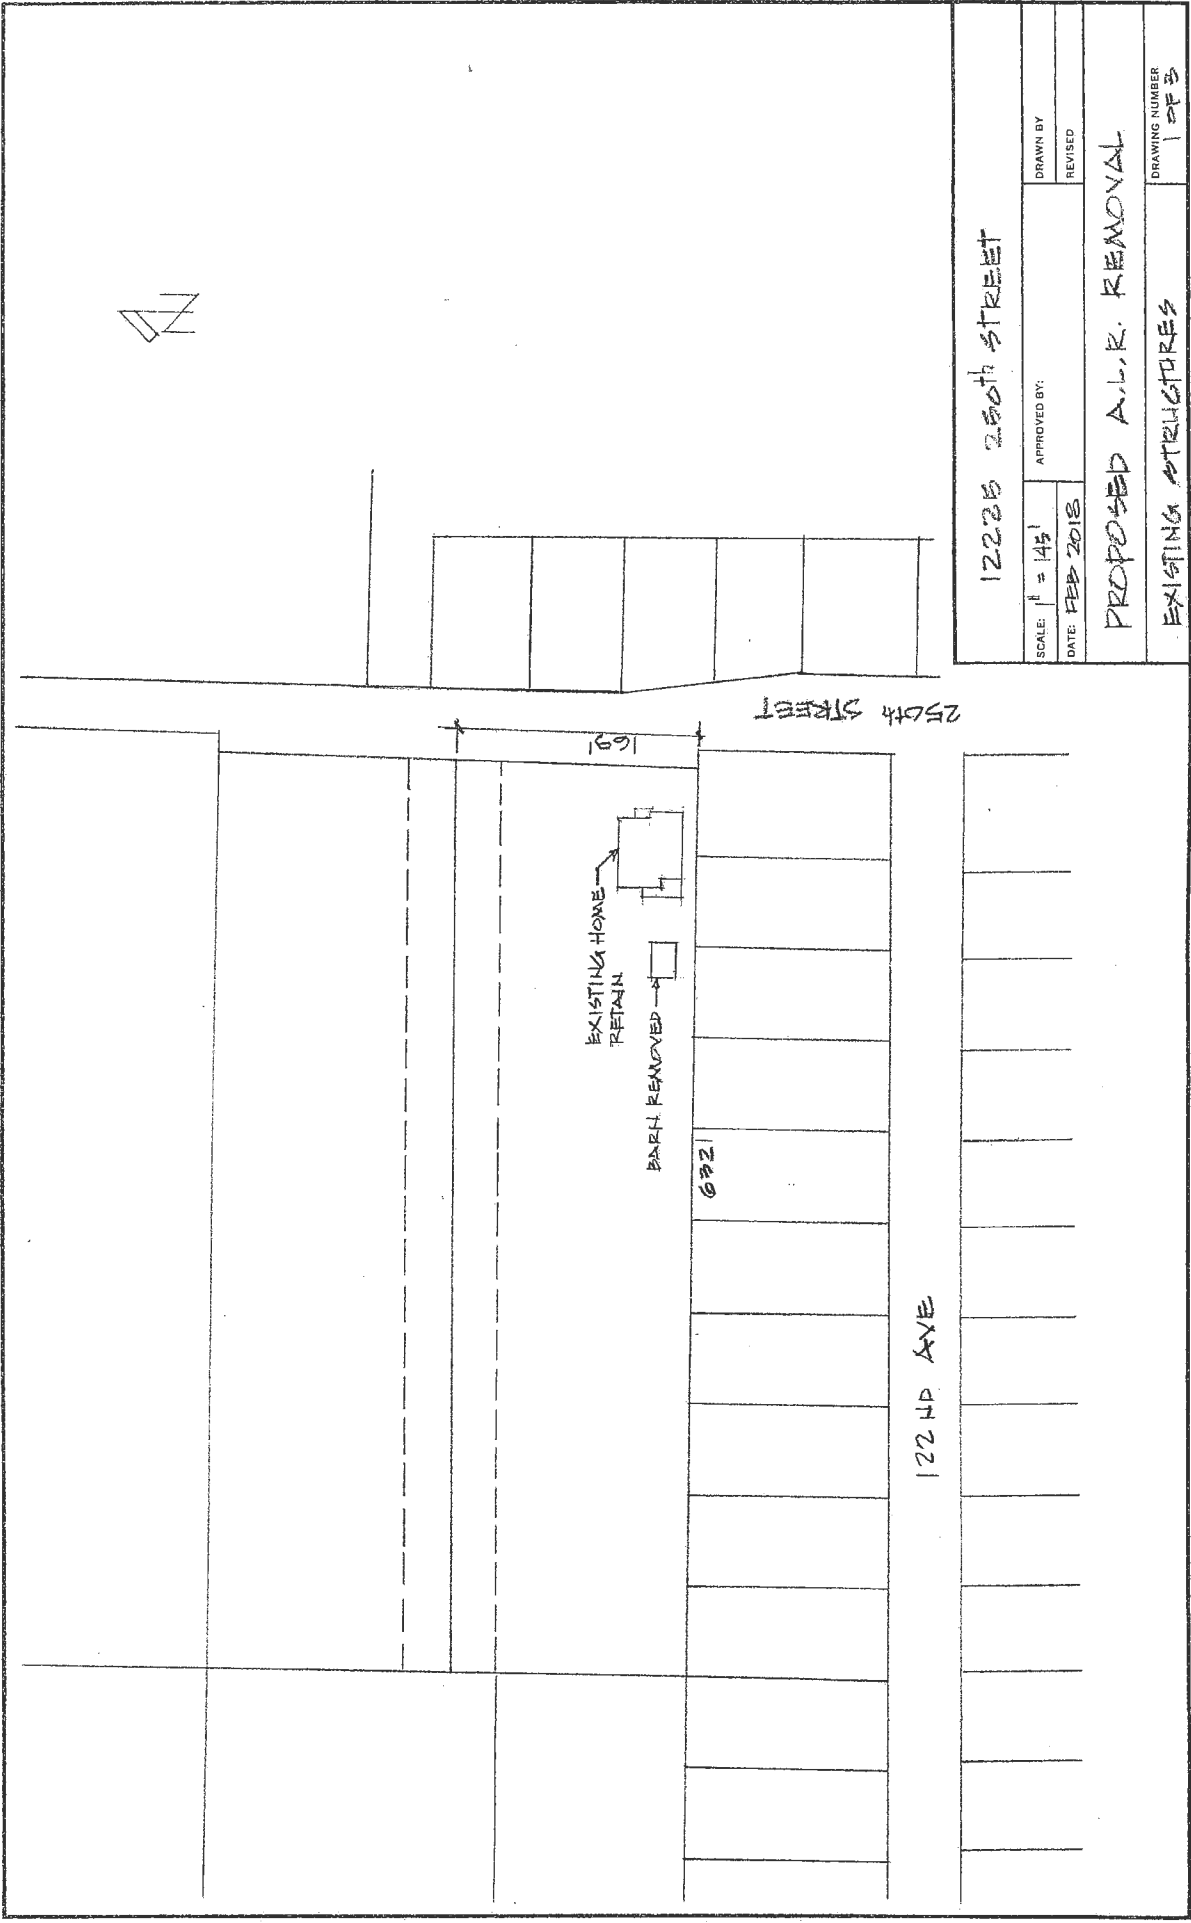 N
250th STREET
169'
EXISTING HOME
RETAIN
BARN REMOVED
632'
122 ND AVE
12225 250th STREET
SCALE: 1" = 145'
APPROVED BY:
DRAWN BY
DATE: FEB 2018
REVISED
PROPOSED A.L.R. REMOVAL
EXISTING STRUCTURES
DRAWING NUMBER
1 OF 3